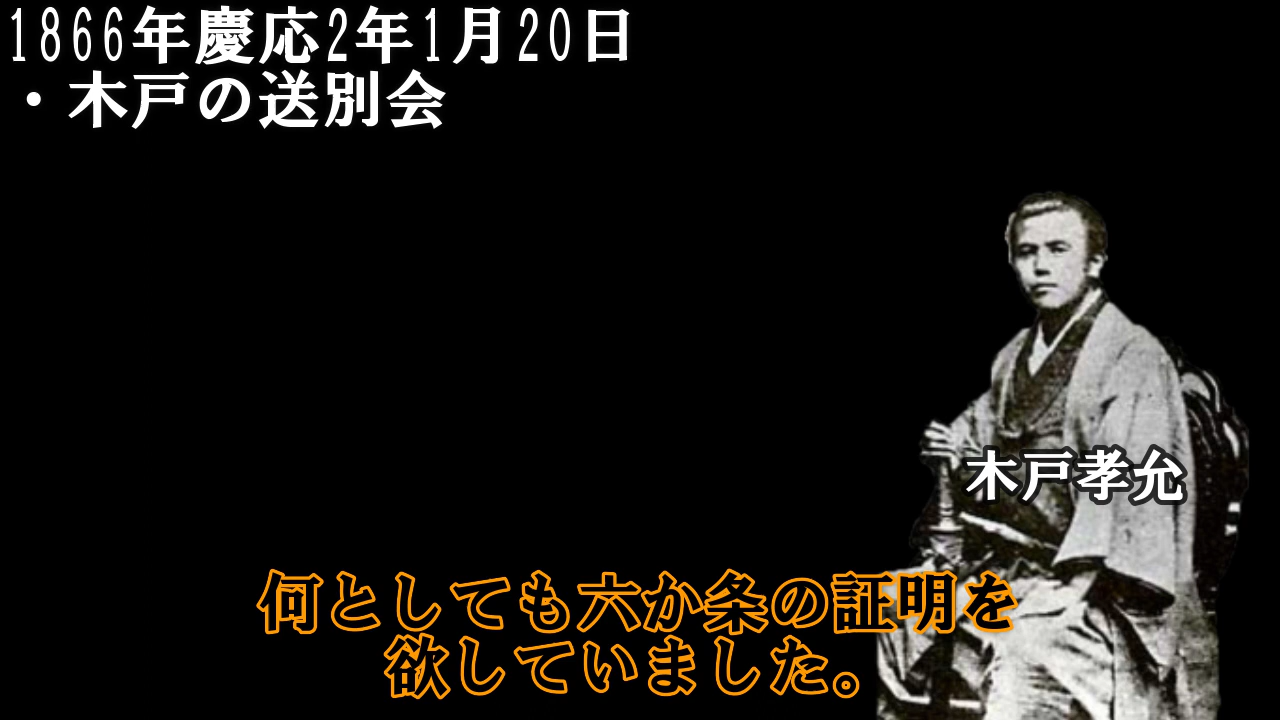 1866年慶応2年1月20日
・木戸の送別会
木戸孝允
何としても六か条の証明を
欲していました。